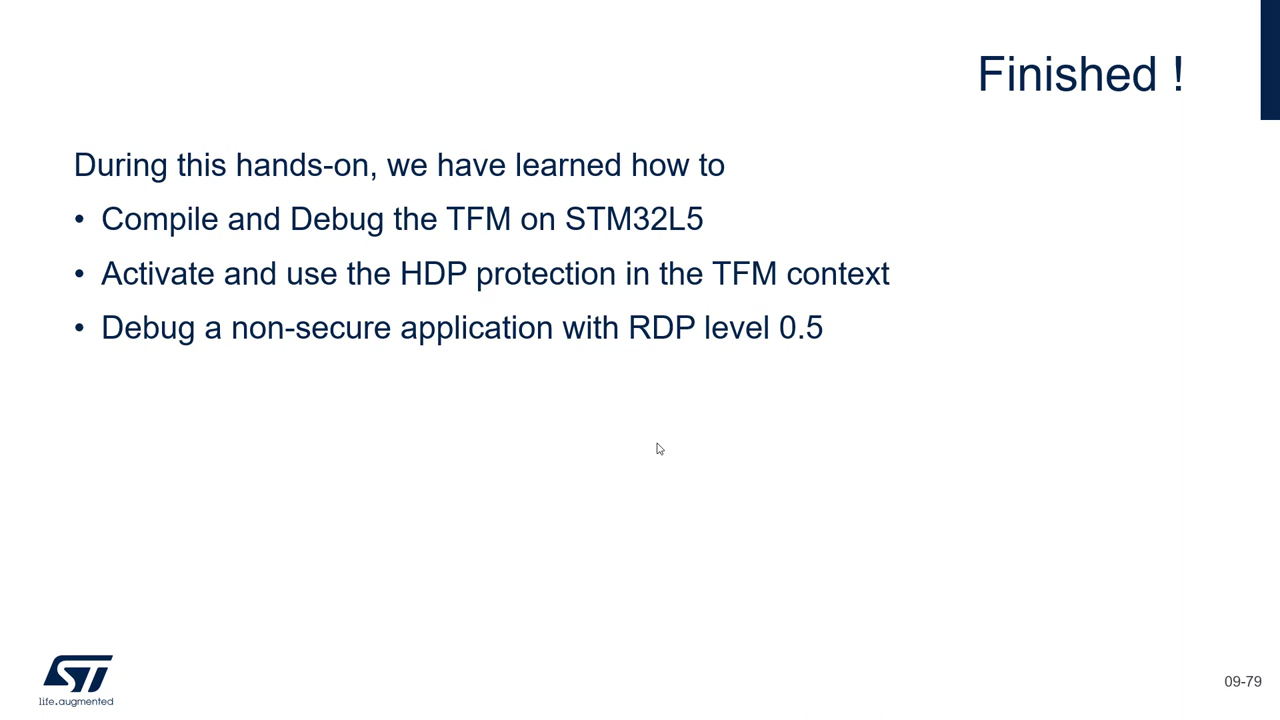 Finished !
During this hands-on, we have learned how to
• Compile and Debug the TFM on STM32L5
• Activate and use the HDP protection in the TFM context
• Debug a non-secure application with RDP level 0.5
ST
life.augmented
09-79